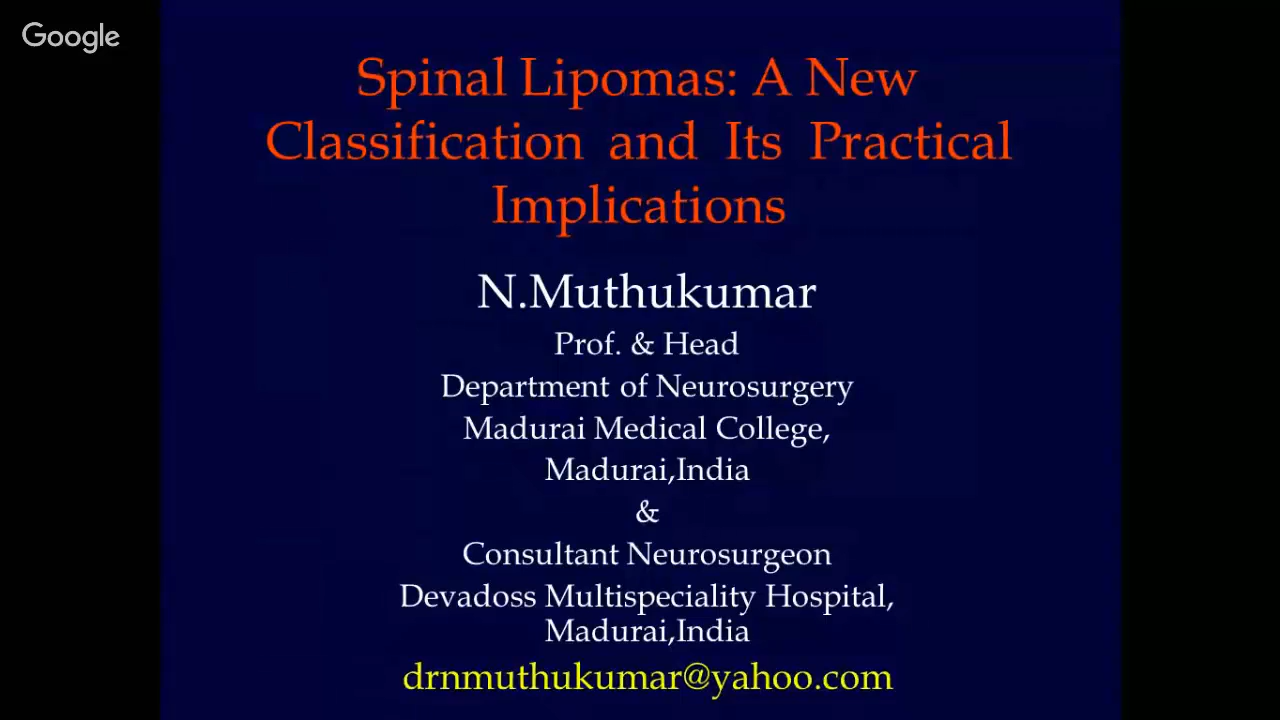 Google
Spinal Lipomas: A New
Classification and Its Practical
Implications
N.Muthukumar
Prof. & Head
Department of Neurosurgery
Madurai Medical College,
Madurai,India
&
Consultant Neurosurgeon
Devadoss Multispeciality Hospital,
Madurai,India
drnmuthukumar@yahoo.com